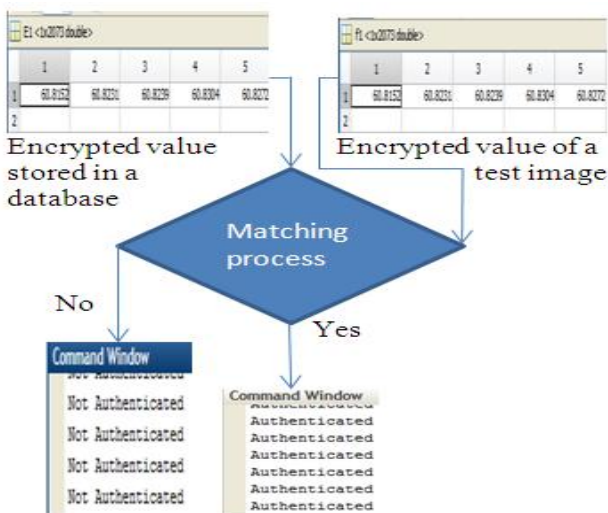 E1 <1x2073 double>
1 2 3 4 5
1 60.8152 60.8231 60.8239 60.8304 60.8272
2
Encrypted value
stored in a
database
f1 <1x2073 double>
1 2 3 4 5
1 60.8152 60.8231 60.8239 60.8304 60.8272
2
Encrypted value of a
test image
Matching
process
No
Yes
Command Window
Not Authenticated
Not Authenticated
Not Authenticated
Not Authenticated
Not Authenticated
Command Window
Authenticated
Authenticated
Authenticated
Authenticated
Authenticated
Authenticated
Authenticated